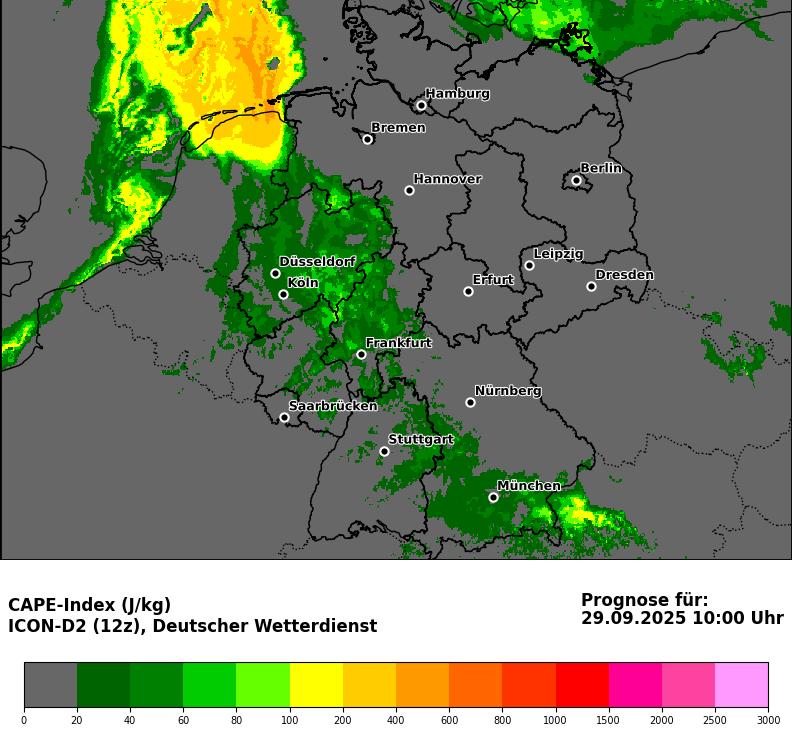 Hamburg
Bremen
Berlin
Hannover
Leipzig
Düsseldorf
Dresden
Köln
Erfurt
Frankfurt
Nürnberg
Saarbrücken
Stuttgart
München
CAPE-Index (J/kg)
ICON-D2 (12z), Deutscher Wetterdienst
Prognose für:
29.09.2025 10:00 Uhr
0 20 40 60 80 100 200 400 600 800 1000 1500 2000 2500 3000